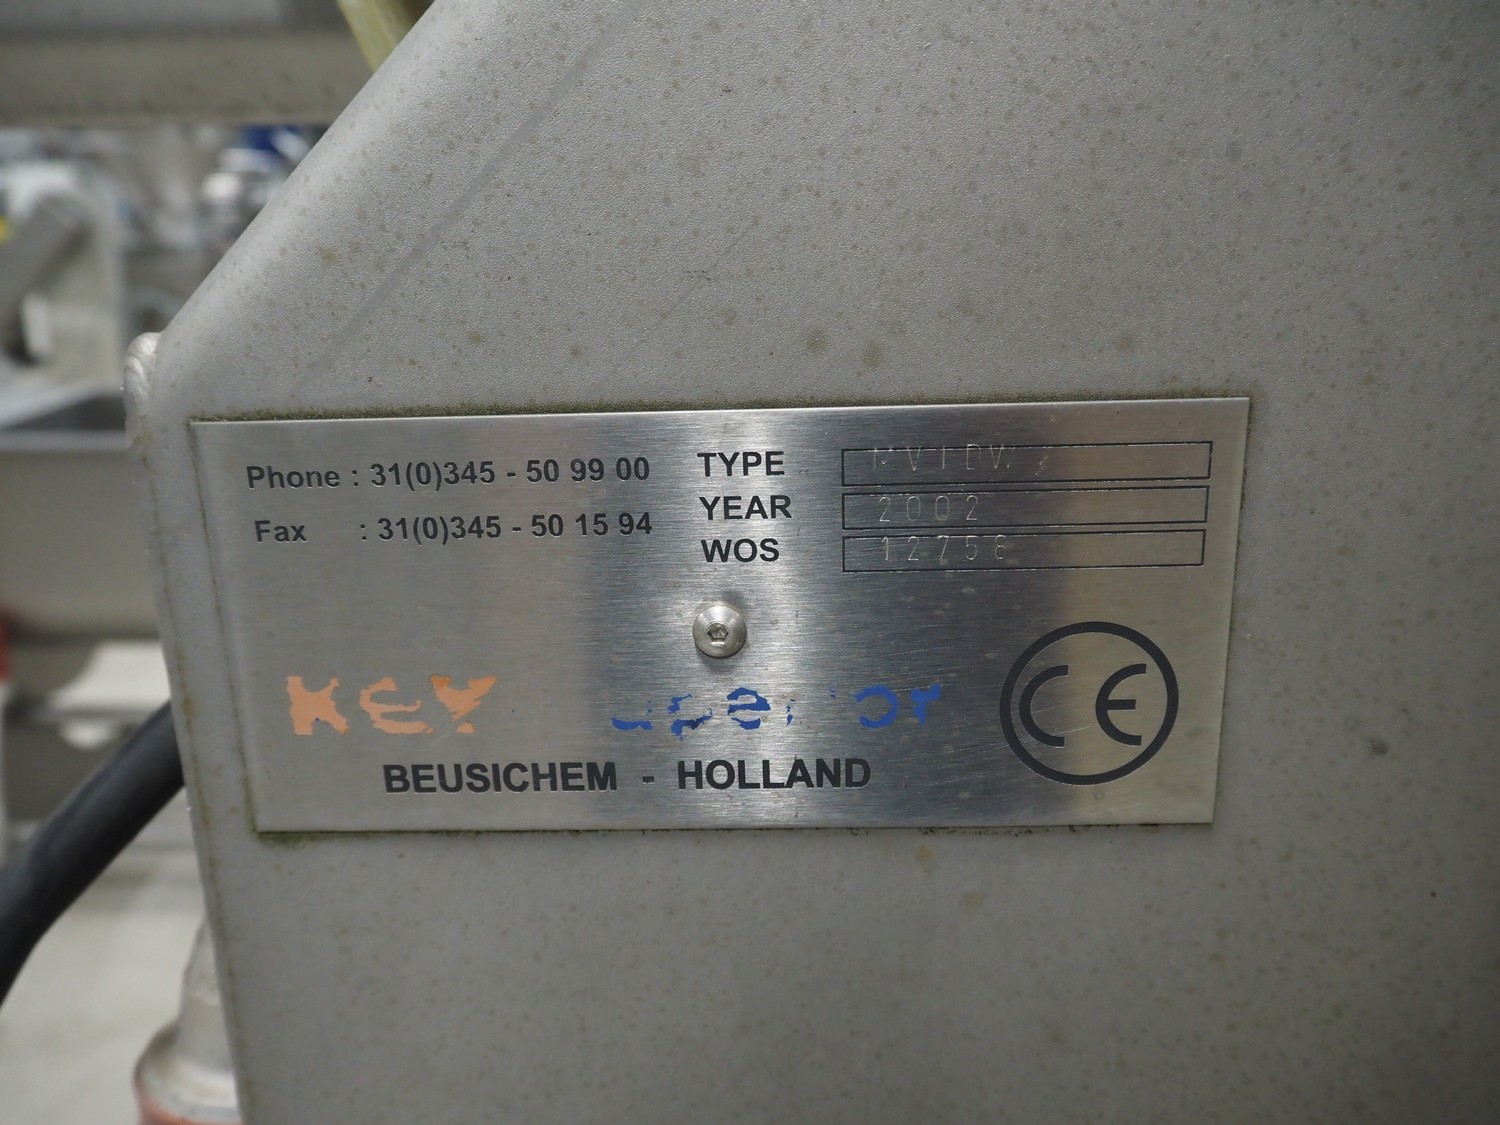 Phone : 31(0)345 - 50 99 00
Fax : 31(0)345 - 50 15 94
TYPE
YEAR 2002
WOS 12758
KEY
BEUSICHEM - HOLLAND
CE